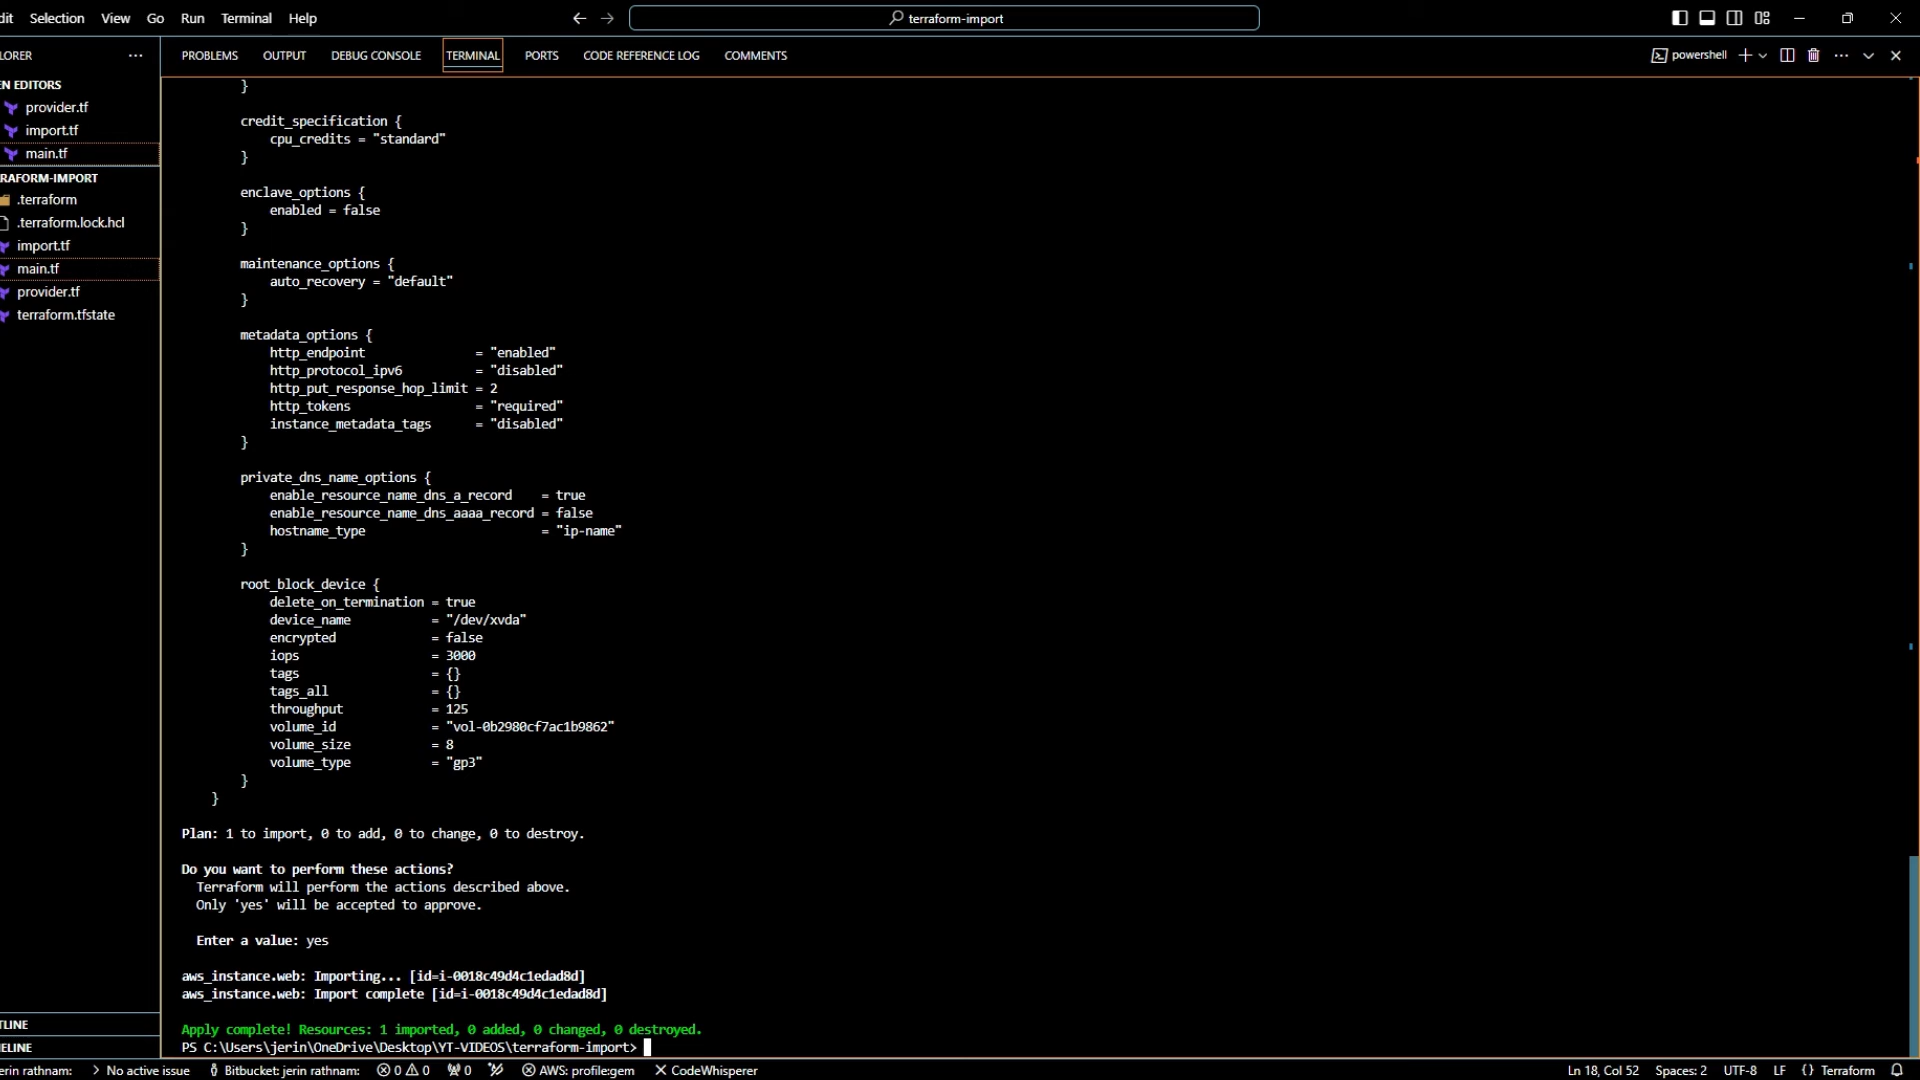 dit Selection View Go Run Terminal Help
terraform-import
LORER
PROBLEMS OUTPUT DEBUG CONSOLE TERMINAL PORTS CODE REFERENCE LOG COMMENTS
powershell
EN EDITORS
provider.tf
import.tf
main.tf
RAFORM-IMPORT
.terraform
.terraform.lock.hcl
import.tf
main.tf
provider.tf
terraform.tfstate
TLINE
ELINE
}
credit_specification {
cpu_credits = "standard"
}
enclave_options {
enabled = false
}
maintenance_options {
auto_recovery = "default"
}
metadata_options {
http_endpoint = "enabled"
http_protocol_ipv6 = "disabled"
http_put_response_hop_limit = 2
http_tokens = "required"
instance_metadata_tags = "disabled"
}
private_dns_name_options {
enable_resource_name_dns_a_record = true
enable_resource_name_dns_aaaa_record = false
hostname_type = "ip-name"
}
root_block_device {
delete_on_termination = true
device_name = "/dev/xvda"
encrypted = false
iops = 3000
tags = {}
tags_all = {}
throughput = 125
volume_id = "vol-0b2980cf7ac1b9862"
volume_size = 8
volume_type = "gp3"
}
}
Plan: 1 to import, 0 to add, 0 to change, 0 to destroy.
Do you want to perform these actions?
Terraform will perform the actions described above.
Only 'yes' will be accepted to approve.
Enter a value: yes
aws_instance.web: Importing... [id=i-0018c49d4c1edad8d]
aws_instance.web: Import complete [id=i-0018c49d4c1edad8d]
Apply complete! Resources: 1 imported, 0 added, 0 changed, 0 destroyed.
PS C:\Users\jerin\OneDrive\Desktop\YT-VIDEOS\terraform-import>
erin rathnam: > No active issue Bitbucket: jerin rathnam: 0 0 0 AWS: profile:gem CodeWhisperer Ln 18, Col 52 Spaces: 2 UTF-8 LF {} Terraform